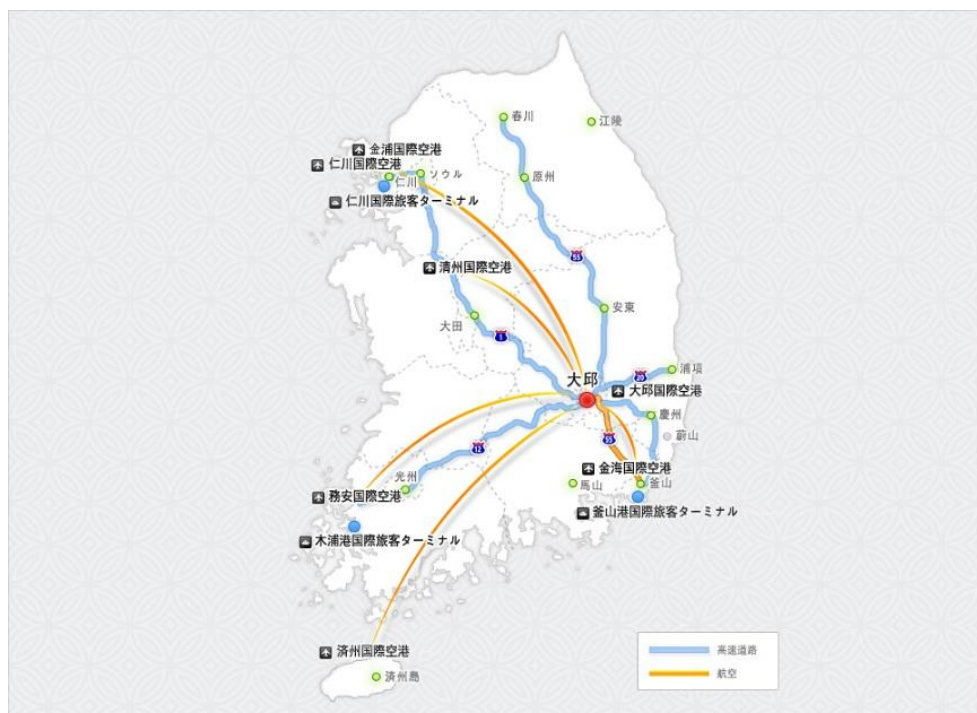 春川
江陵
金浦国際空港
仁川国際空港
ソウル
仁川
原州
仁川国際旅客ターミナル
55
清州国際空港
安東
大田
1
浦項
20
大邱
大邱国際空港
慶州
蔚山
55
12
金海国際空港
光州
馬山
釜山
務安国際空港
釜山港国際旅客ターミナル
木浦港国際旅客ターミナル
済州国際空港
高速道路
済州島
航空